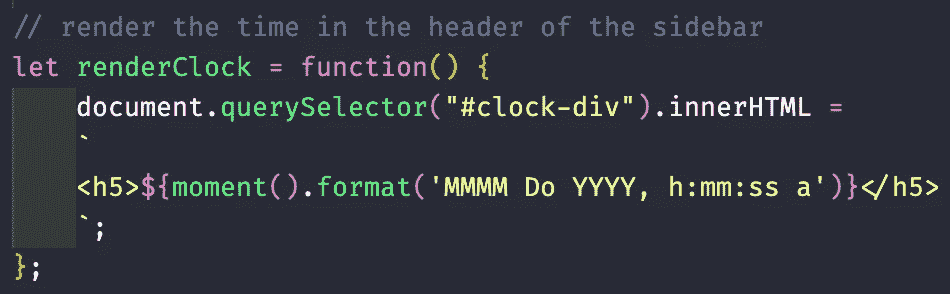 // render the time in the header of the sidebar
let renderClock = function() {
    document.querySelector("#clock-div").innerHTML =
    `
    <h5>${moment().format('MMMM Do YYYY, h:mm:ss a')}</h5>
    `;
};